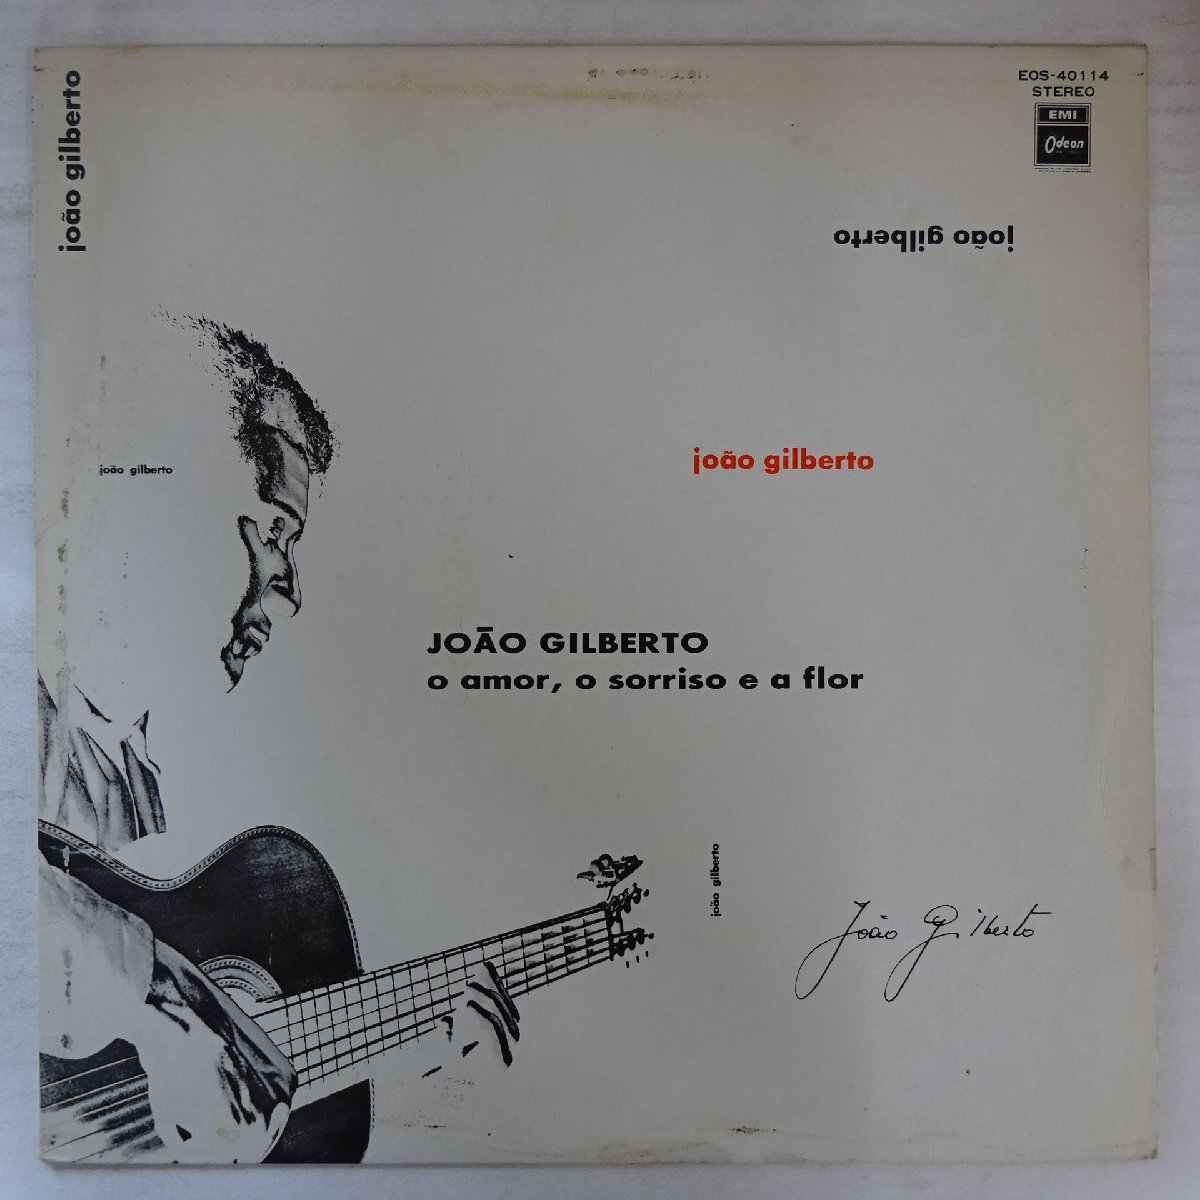 EOS-40114
STEREO
EMI
Odeon
joão gilberto
joão gilberto
joão gilberto
joão gilberto
JOÃO GILBERTO
o amor, o sorriso e a flor
joão gilberto
João Gilberto